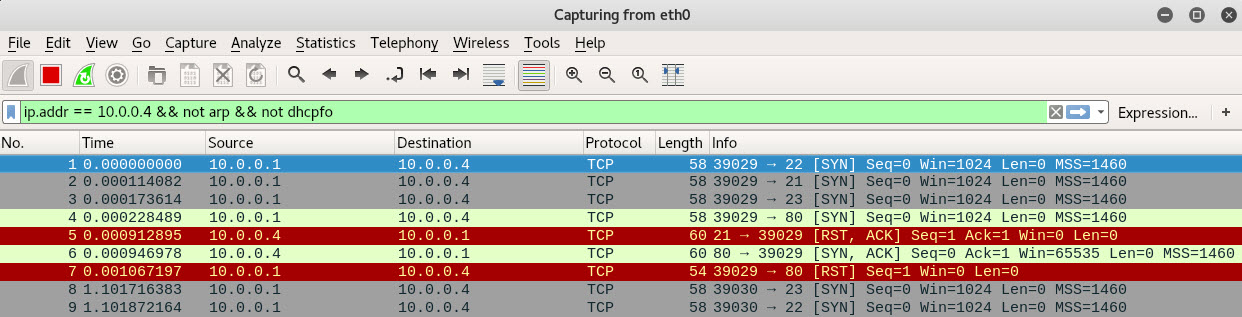 Capturing from eth0
File Edit View Go Capture Analyze Statistics Telephony Wireless Tools Help
ip.addr == 10.0.0.4 && not arp && not dhcpfo Expression... +
No. Time Source Destination Protocol Length Info
1 0.000000000 10.0.0.1 10.0.0.4 TCP 58 39029 → 22 [SYN] Seq=0 Win=1024 Len=0 MSS=1460
2 0.000114082 10.0.0.1 10.0.0.4 TCP 58 39029 → 21 [SYN] Seq=0 Win=1024 Len=0 MSS=1460
3 0.000173614 10.0.0.1 10.0.0.4 TCP 58 39029 → 23 [SYN] Seq=0 Win=1024 Len=0 MSS=1460
4 0.000228489 10.0.0.1 10.0.0.4 TCP 58 39029 → 80 [SYN] Seq=0 Win=1024 Len=0 MSS=1460
5 0.000912895 10.0.0.4 10.0.0.1 TCP 60 21 → 39029 [RST, ACK] Seq=1 Ack=1 Win=0 Len=0
6 0.000946978 10.0.0.4 10.0.0.1 TCP 60 80 → 39029 [SYN, ACK] Seq=0 Ack=1 Win=65535 Len=0 MSS=1460
7 0.001067197 10.0.0.1 10.0.0.4 TCP 54 39029 → 80 [RST] Seq=1 Win=0 Len=0
8 1.101716383 10.0.0.1 10.0.0.4 TCP 58 39030 → 23 [SYN] Seq=0 Win=1024 Len=0 MSS=1460
9 1.101872164 10.0.0.1 10.0.0.4 TCP 58 39030 → 22 [SYN] Seq=0 Win=1024 Len=0 MSS=1460